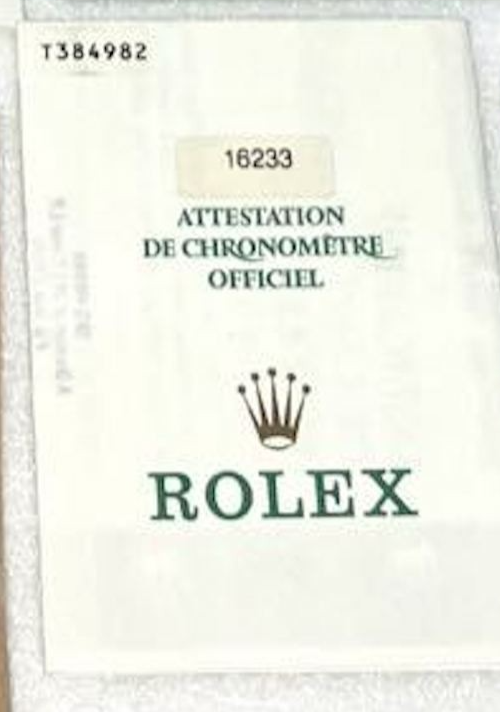 T384982
16233
ATTESTATION
DE CHRONOMÈTRE
OFFICIEL
ROLEX